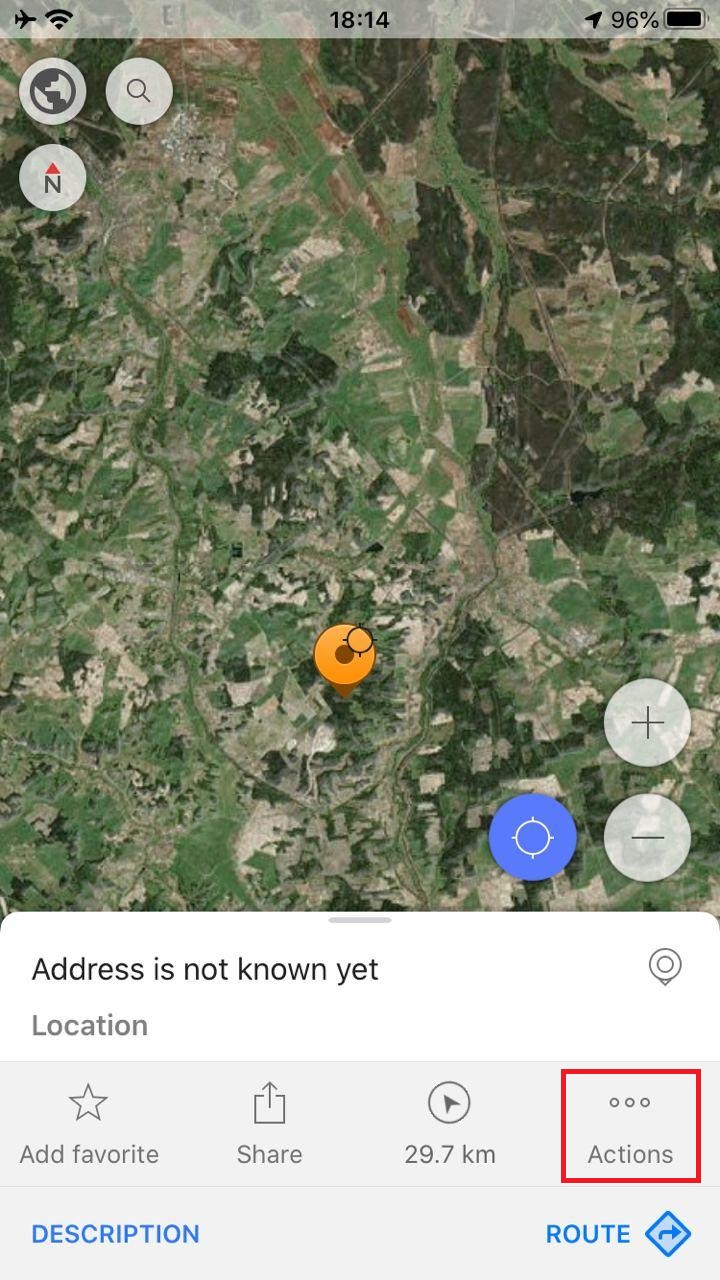 18:14
96%
N
Address is not known yet
Location
Add favorite
Share
29.7 km
Actions
DESCRIPTION
ROUTE